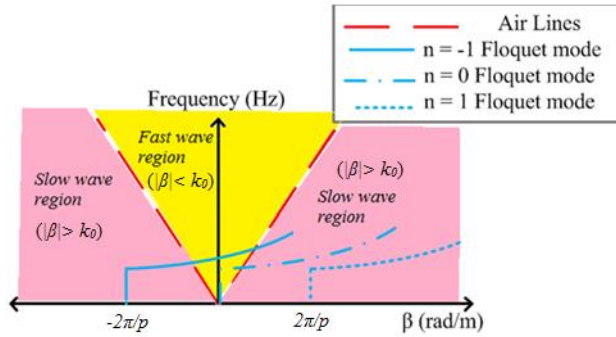 Air Lines
n = -1 Floquet mode
n = 0 Floquet mode
n = 1 Floquet mode
Frequency (Hz)
Fast wave
region
(|β|< k₀)
Slow wave
region
(|β|> k₀)
(|β|> k₀)
Slow wave
region
-2π/p
2π/p
β (rad/m)